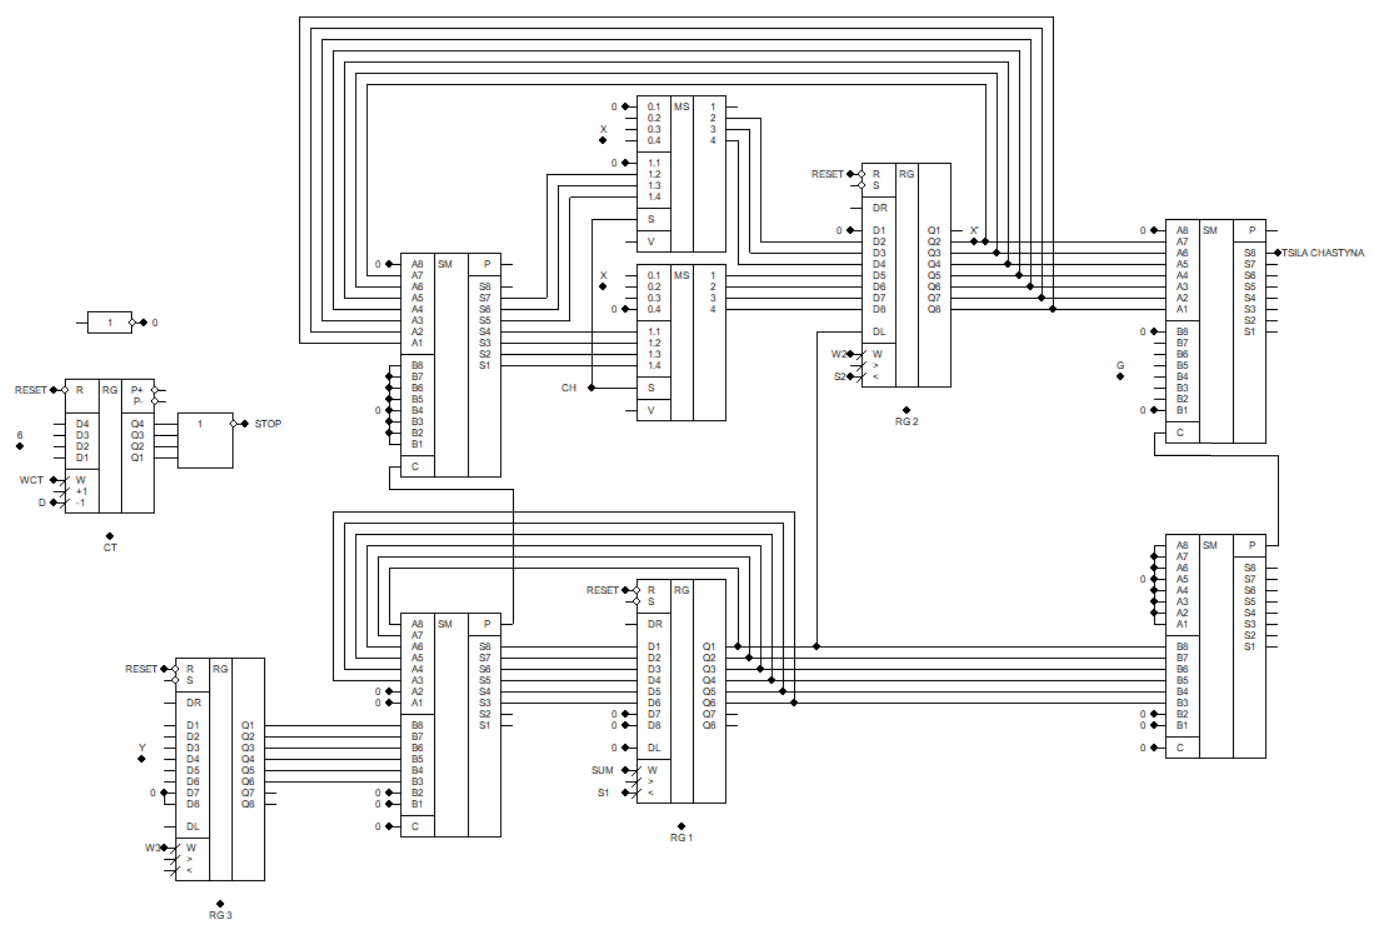 0 0.1 MS 1
0.2 2
X 0.3 3
0.4 4
0 1.1
1.2
1.3
1.4
S
V
X 0.1 MS 1
0.2 2
0.3 3
0 0.4 4
1.1
1.2
1.3
1.4
CH S
V
RESET R RG
S
DR
0 D1 Q1 X'
D2 Q2
D3 Q3
D4 Q4
D5 Q5
D6 Q6
D7 Q7
D8 Q8
DL
W2 W
>
S2 <
RG 2
0 A8 SM P
A7
A6 S8 TSILA CHASTYNA
A5 S7
A4 S6
A3 S5
A2 S4
A1 S3
S2
0 B8 S1
B7
B6
B5
G B4
B3
B2
0 B1
C
0 A8 SM P
A7
A6 S8
A5 S7
A4 S6
A3 S5
A2 S4
A1 S3
S2
B8 S1
B7
B6
B5
0 B4
B3
B2
B1
C
1 0
RESET R RG P+
P-
D4 Q4 1 STOP
6 D3 Q3
D2 Q2
D1 Q1
WCT W
+1
D -1
CT
RESET R RG
S
DR
D1 Q1
D2 Q2
Y D3 Q3
D4 Q4
D5 Q5
D6 Q6
0 D7 Q7
D8 Q8
DL
W3 W
>
<
RG 3
A8 SM P
A7
A6 S8
A5 S7
A4 S6
A3 S5
0 A2 S4
0 A1 S3
S2
B8 S1
B7
B6
B5
B4
B3
0 B2
0 B1
0 C
RESET R RG
S
DR
D1 Q1
D2 Q2
D3 Q3
D4 Q4
D5 Q5
D6 Q6
0 D7 Q7
0 D8 Q8
0 DL
SUM W
>
S1 <
RG 1
A8 SM P
A7
A6 S8
0 A5 S7
A4 S6
A3 S5
A2 S4
A1 S3
S2
B8 S1
B7
B6
B5
B4
B3
0 B2
0 B1
0 C